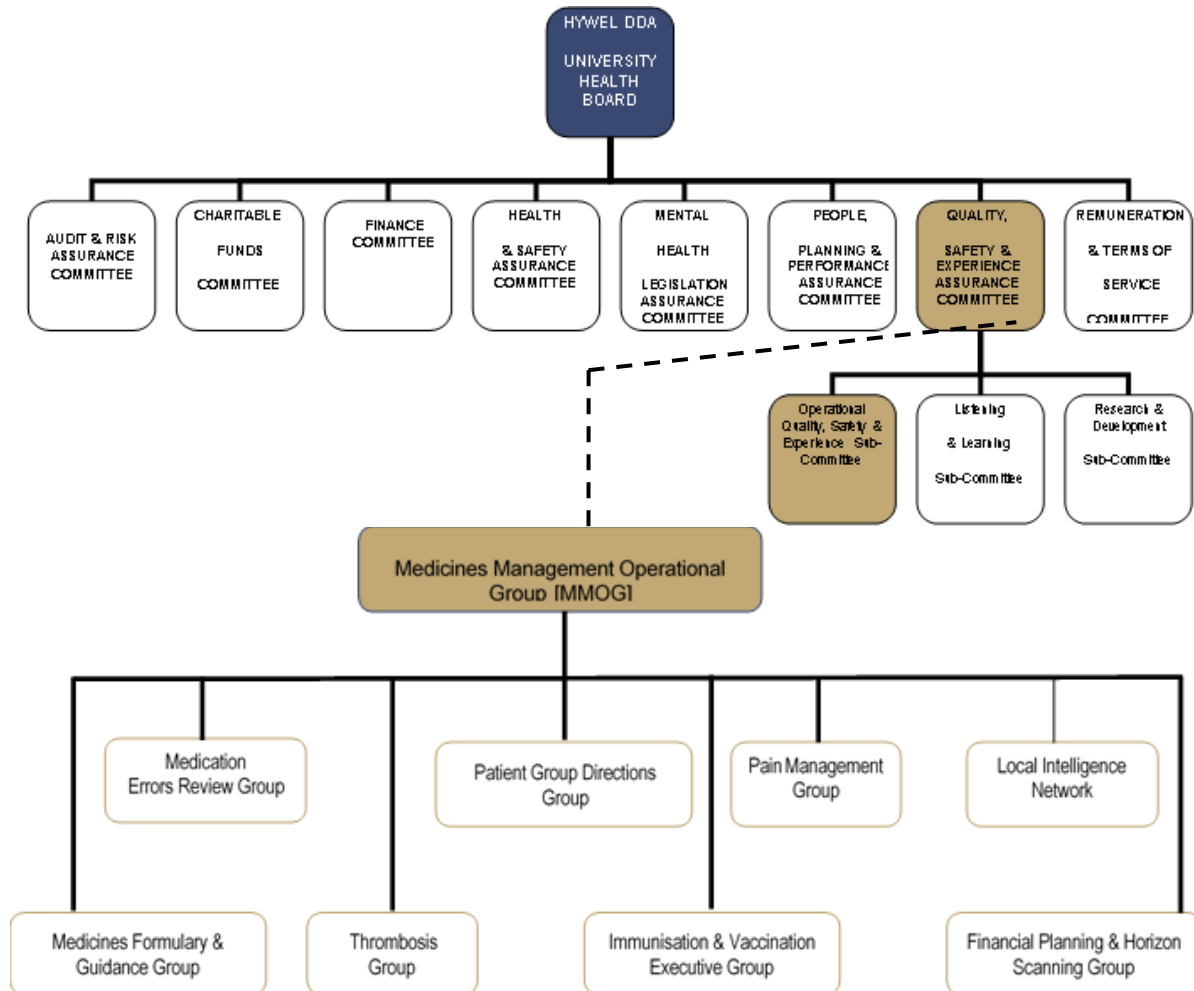 HYWEL DDA
UNIVERSITY
HEALTH
BOARD
AUDIT & RISK
ASSURANCE
COMMITTEE
CHARITABLE
FUNDS
COMMITTEE
FINANCE
COMMITTEE
HEALTH
& SAFETY
ASSURANCE
COMMITTEE
MENTAL
HEALTH
LEGISLATION
ASSURANCE
COMMITTEE
PEOPLE,
PLANNING &
PERFORMANCE
ASSURANCE
COMMITTEE
QUALITY,
SAFETY &
EXPERIENCE
ASSURANCE
COMMITTEE
REMUNERATION
& TERMS OF
SERVICE
COMMITTEE
Operational
Quality, Safety &
Experience Sub-
Committee
Listening
& Learning
Sub-Committee
Research &
Development
Sub-Committee
Medicines Management Operational
Group [MMOG]
Medication
Errors Review Group
Patient Group Directions
Group
Pain Management
Group
Local Intelligence
Network
Medicines Formulary &
Guidance Group
Thrombosis
Group
Immunisation & Vaccination
Executive Group
Financial Planning & Horizon
Scanning Group